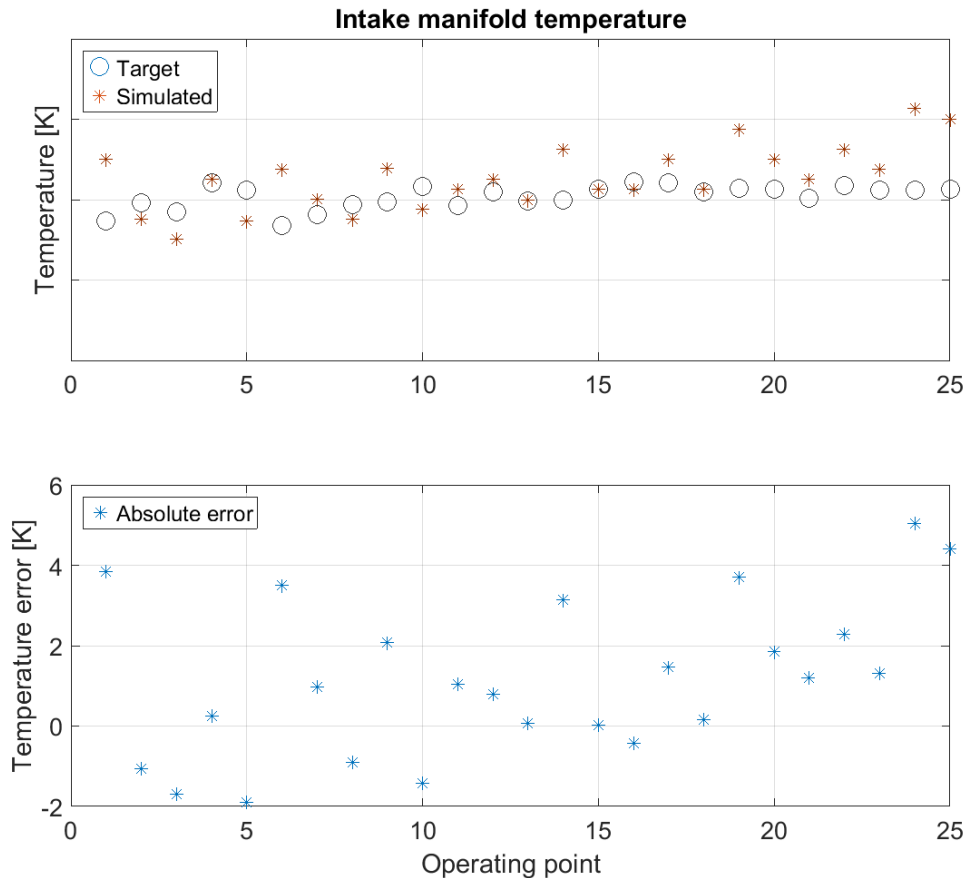 Intake manifold temperature
Temperature [K]
Target
Simulated
0 5 10 15 20 25
Temperature error [K]
6
4
2
0
-2
Absolute error
0 5 10 15 20 25
Operating point